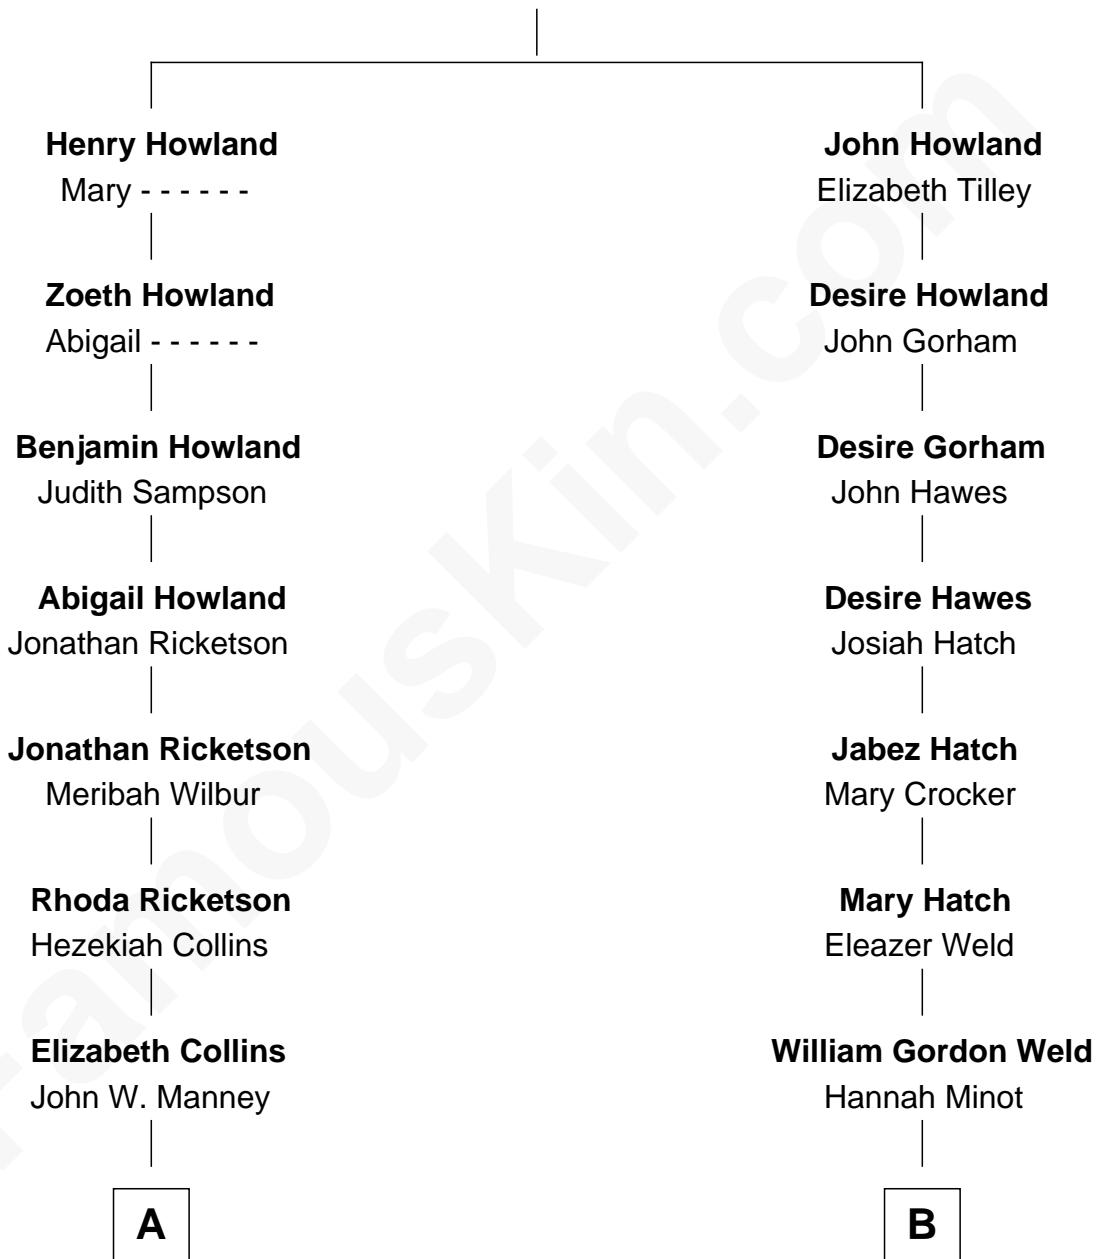 Henry Howland
Mary - - - - - -
Zoeth Howland
Abigail - - - - - -
Benjamin Howland
Judith Sampson
Abigail Howland
Jonathan Ricketson
Jonathan Ricketson
Meribah Wilbur
Rhoda Ricketson
Hezekiah Collins
Elizabeth Collins
John W. Manney
A
John Howland
Elizabeth Tilley
Desire Howland
John Gorham
Desire Gorham
John Hawes
Desire Hawes
Josiah Hatch
Jabez Hatch
Mary Crocker
Mary Hatch
Eleazer Weld
William Gordon Weld
Hannah Minot
B
FamousKin.com